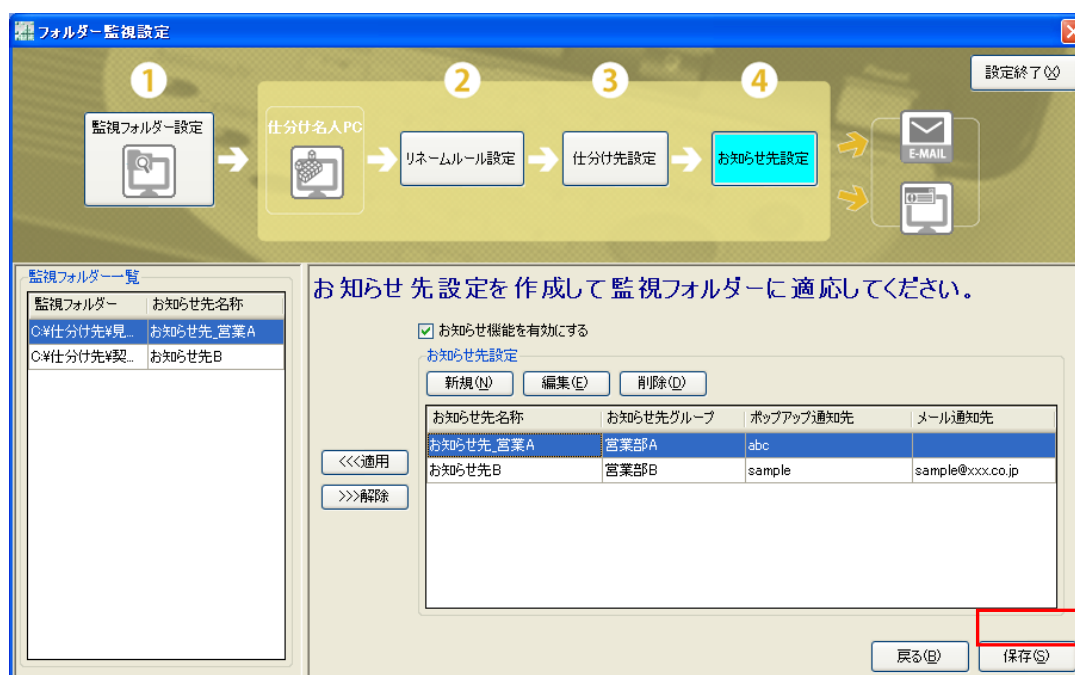 フォルダー監視設定
設定終了(X)
1
2
3
4
監視フォルダー設定
仕分け名人PC
リネームルール設定
仕分け先設定
お知らせ先設定
E-MAIL
監視フォルダー一覧
監視フォルダー お知らせ先名称
C:¥仕分け先¥見... お知らせ先_営業A
C:¥仕分け先¥契... お知らせ先B
お知らせ先設定を作成して監視フォルダーに適応してください。
お知らせ機能を有効にする
お知らせ先設定
新規(N) 編集(E) 削除(D)
お知らせ先名称 お知らせ先グループ ポップアップ通知先 メール通知先
お知らせ先_営業A 営業部A abc
お知らせ先B 営業部B sample sample@xxx.co.jp
<<<適用
>>>解除
戻る(B) 保存(S)